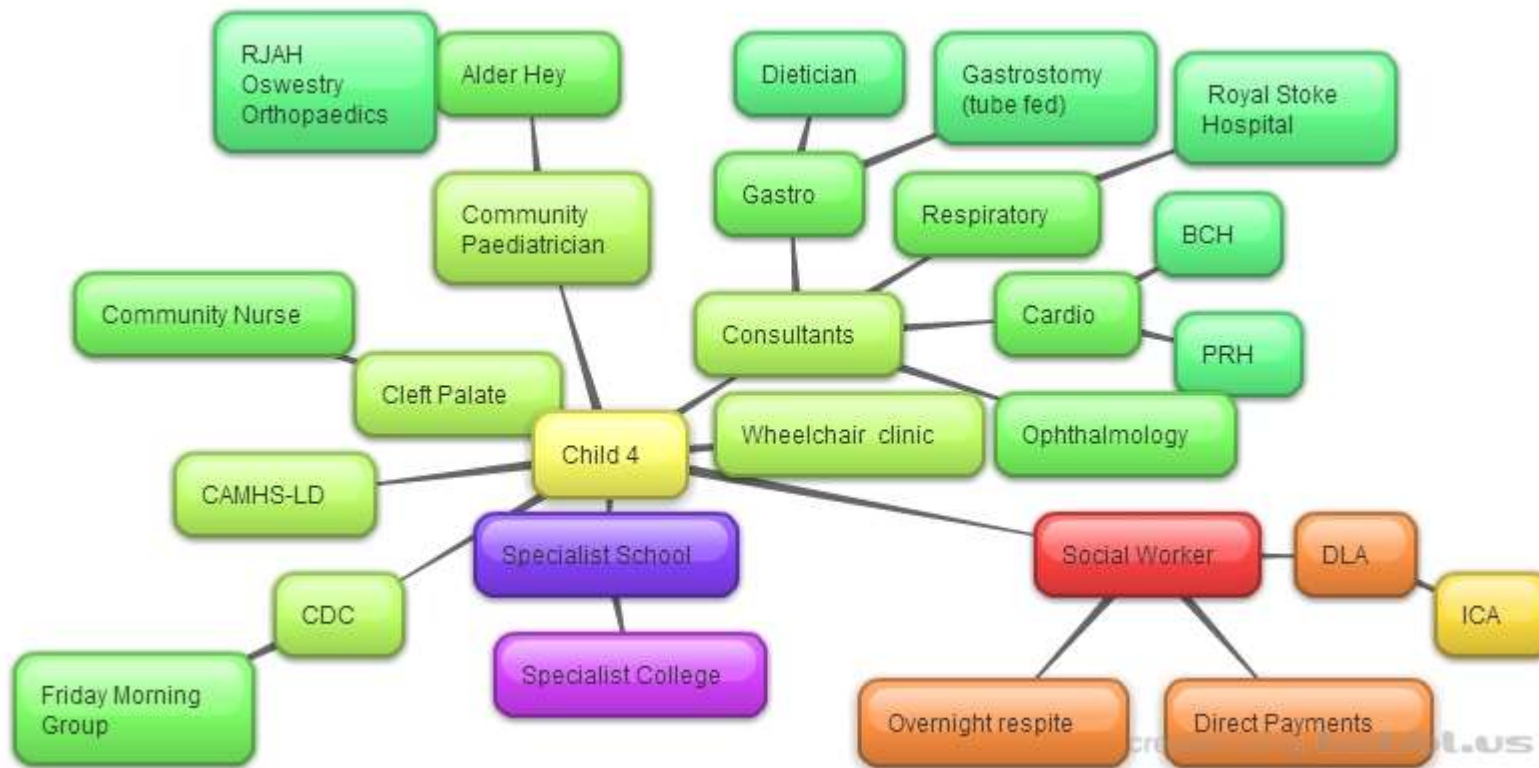 RJAH
Oswestry
Orthopaedics
Alder Hey
Dietician
Gastrostomy
(tube fed)
Royal Stoke
Hospital
Community
Paediatrician
Gastro
Respiratory
BCH
Community Nurse
Consultants
Cardio
PRH
Cleft Palate
Child 4
Wheelchair clinic
Ophthalmology
CAMHS-LD
Specialist School
Social Worker
DLA
CDC
ICA
Specialist College
Friday Morning
Group
Overnight respite
Direct Payments